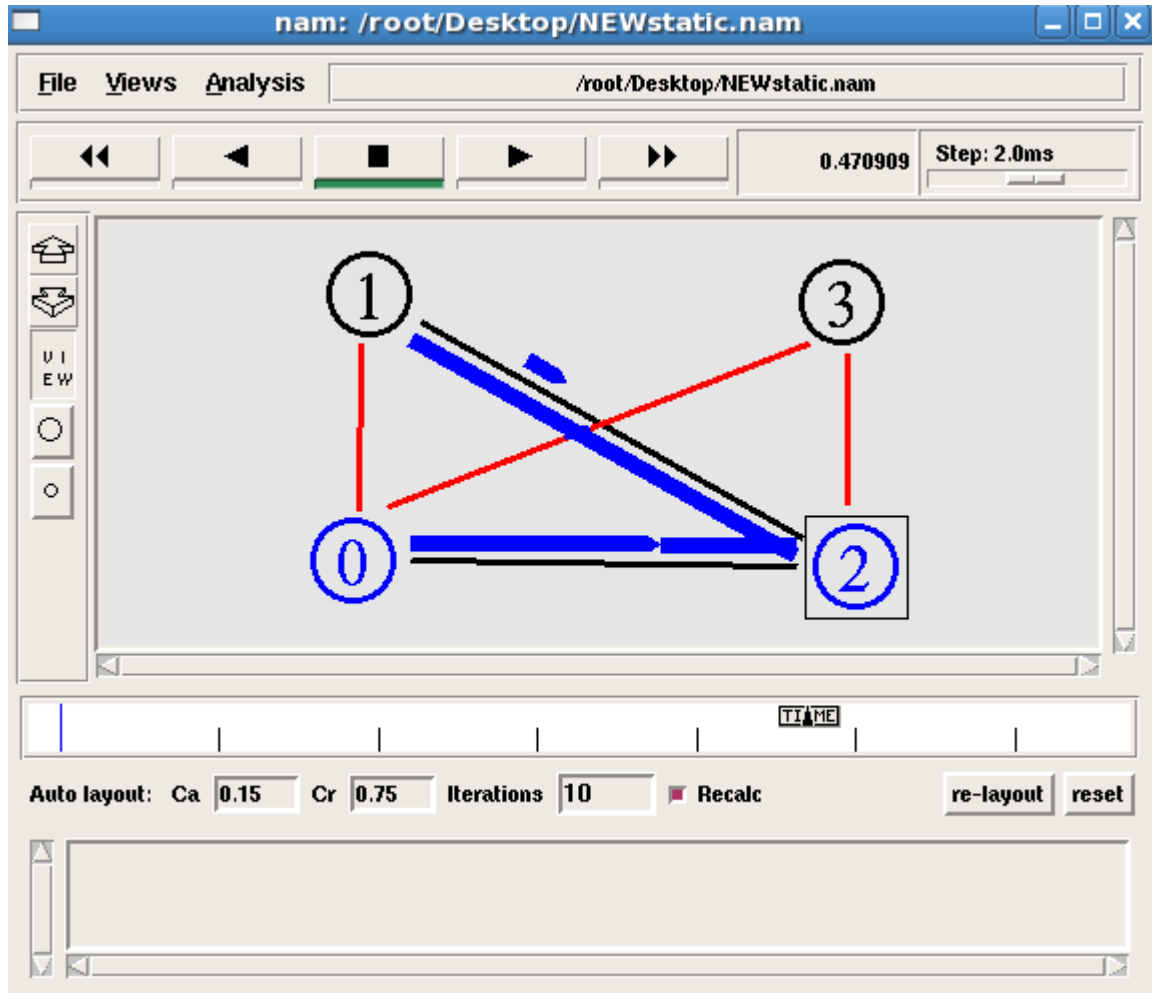 nam: /root/Desktop/NEWstatic.nam
File Views Analysis /root/Desktop/NEWstatic.nam
0.470909 Step: 2.0ms
V I
E W
1 3
0 2
TIME
Auto layout: Ca 0.15 Cr 0.75 Iterations 10 Recalc re-layout reset